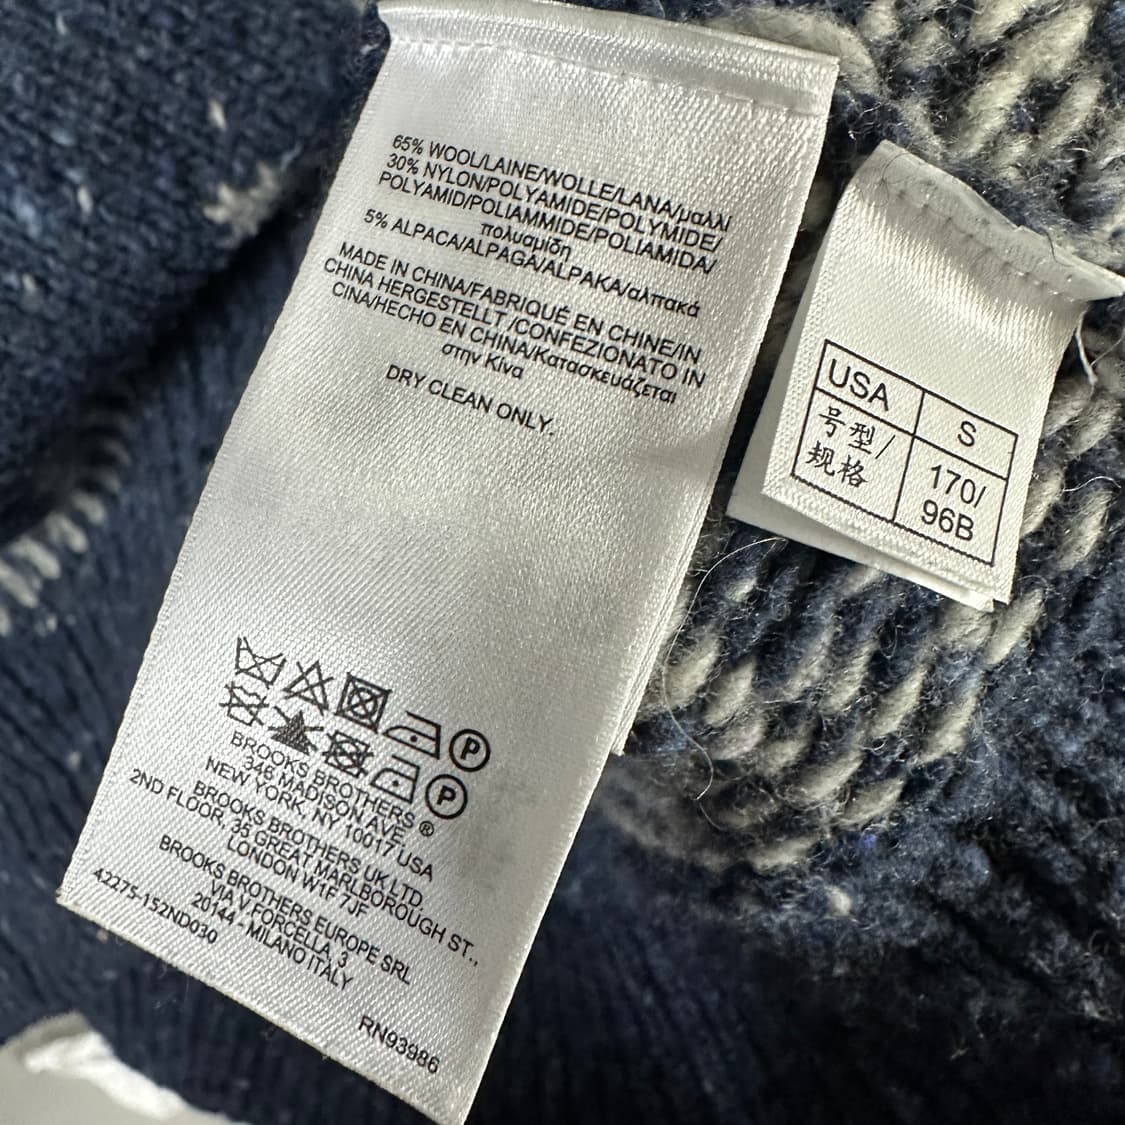 65% WOOL/LAINE/WOLLE/LANA/μαλλί
30% NYLON/POLYAMIDE/POLYMIDE/
POLYAMID/POLIAMMIDE/POLIAMIDA/
πολυαμίδη
5% ALPACA/ALPAGA/ALPAKA/αλπακά
MADE IN CHINA/FABRIQUÉ EN CHINE/IN
CHINA HERGESTELLT /CONFEZIONATO IN
CINA/HECHO EN CHINA/Κατασκευάζεται
στην Κίνα
DRY CLEAN ONLY.
P
P
BROOKS BROTHERS ®
346 MADISON AVE.
NEW YORK, NY 10017 USA
BROOKS BROTHERS UK LTD.
2ND FLOOR, 35 GREAT MARLBOROUGH ST.,
LONDON W1F 7JF
BROOKS BROTHERS EUROPE SRL
VIA V FORCELLA, 3
20144 - MILANO ITALY
42275-152ND030
RN93986
USA S
号型/
规格
170/
96B